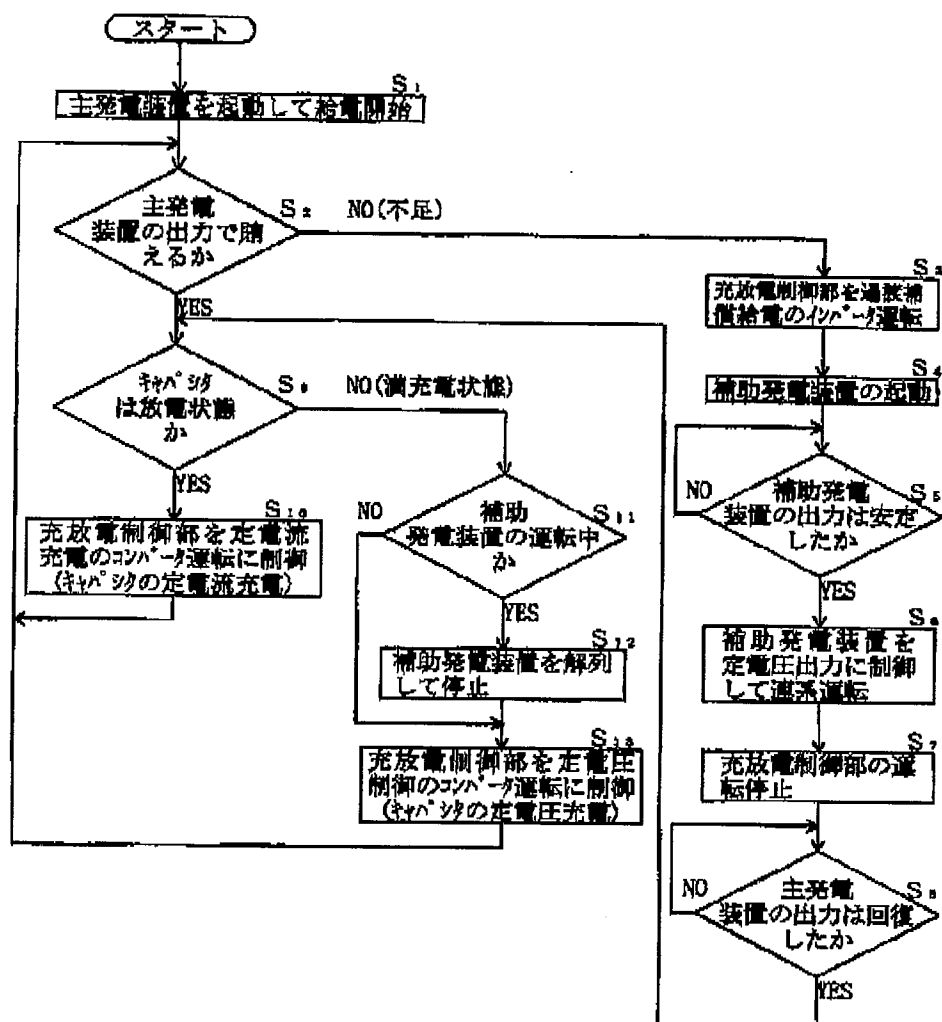 スタート
S₁
主発電装置を起動して給電開始
主発電
装置の出力で賄
えるか
S₂
NO(不足)
YES
S₃
充放電制御部を過渡補
償給電のインバータ運転
S₄
補助発電装置の起動
補助発電
装置の出力は安定
したか
S₅
NO
YES
S₆
補助発電装置を
定電圧出力に制御
して連系運転
S₇
充放電制御部の運
転停止
主発電
装置の出力は回復
したか
S₈
NO
YES
キャパシタ
は放電状態
か
S₉
NO(満充電状態)
YES
S₁₀
充放電制御部を定電流
充電のコンバータ運転に制御
(キャパシタの定電流充電)
補助
発電装置の運転中
か
S₁₁
NO
YES
S₁₂
補助発電装置を解列
して停止
S₁₃
充放電制御部を定電圧
制御のコンバータ運転に制御
(キャパシタの定電圧充電)